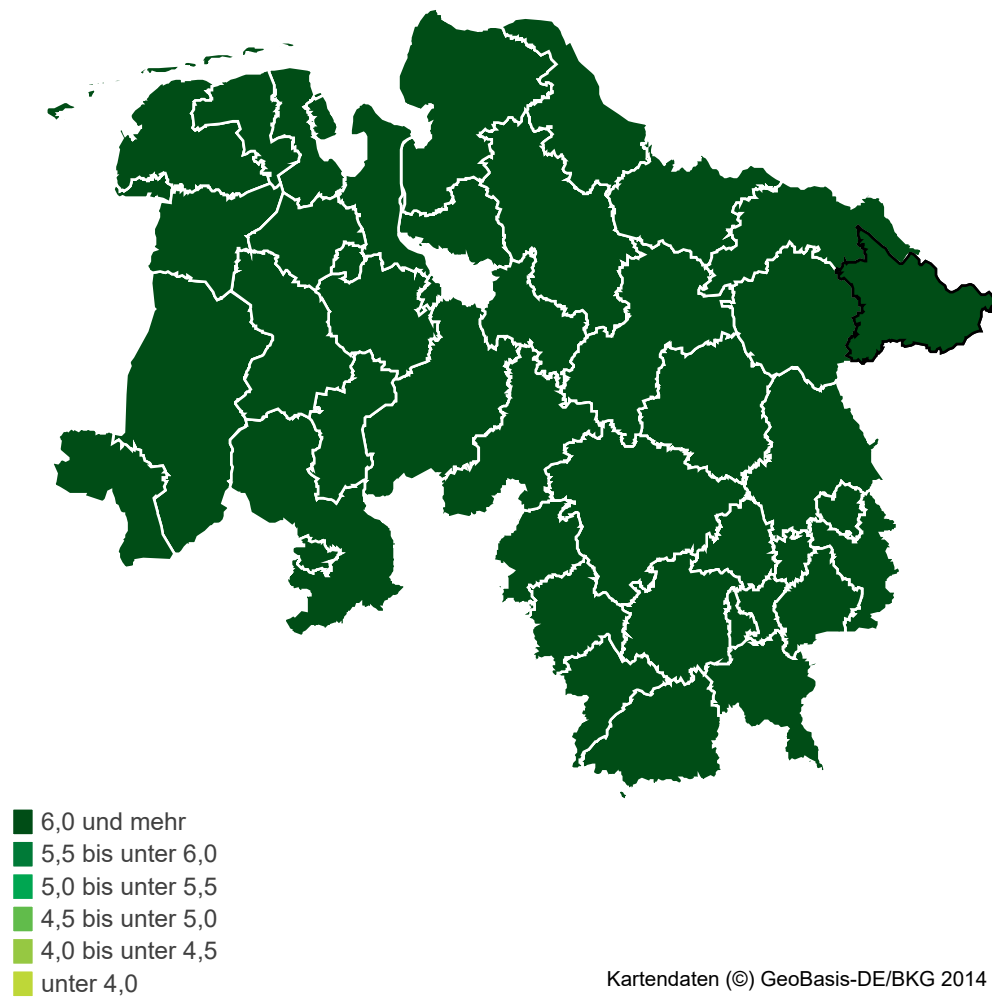 6,0 und mehr
5,5 bis unter 6,0
5,0 bis unter 5,5
4,5 bis unter 5,0
4,0 bis unter 4,5
unter 4,0
Kartendaten (©) GeoBasis-DE/BKG 2014